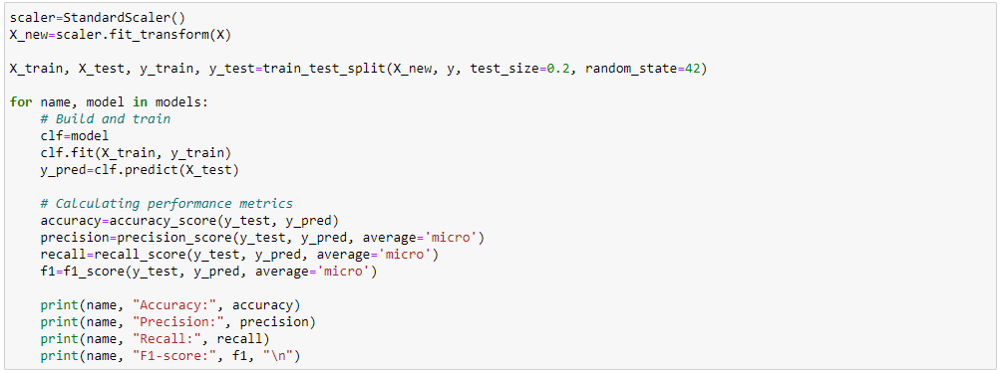 scaler=StandardScaler()
X_new=scaler.fit_transform(X)
X_train, X_test, y_train, y_test=train_test_split(X_new, y, test_size=0.2, random_state=42)
for name, model in models:
# Build and train
clf=model
clf.fit(X_train, y_train)
y_pred=clf.predict(X_test)
# Calculating performance metrics
accuracy=accuracy_score(y_test, y_pred)
precision=precision_score(y_test, y_pred, average='micro')
recall=recall_score(y_test, y_pred, average='micro')
f1=f1_score(y_test, y_pred, average='micro')
print(name, "Accuracy:", accuracy)
print(name, "Precision:", precision)
print(name, "Recall:", recall)
print(name, "F1-score:", f1, "\n")